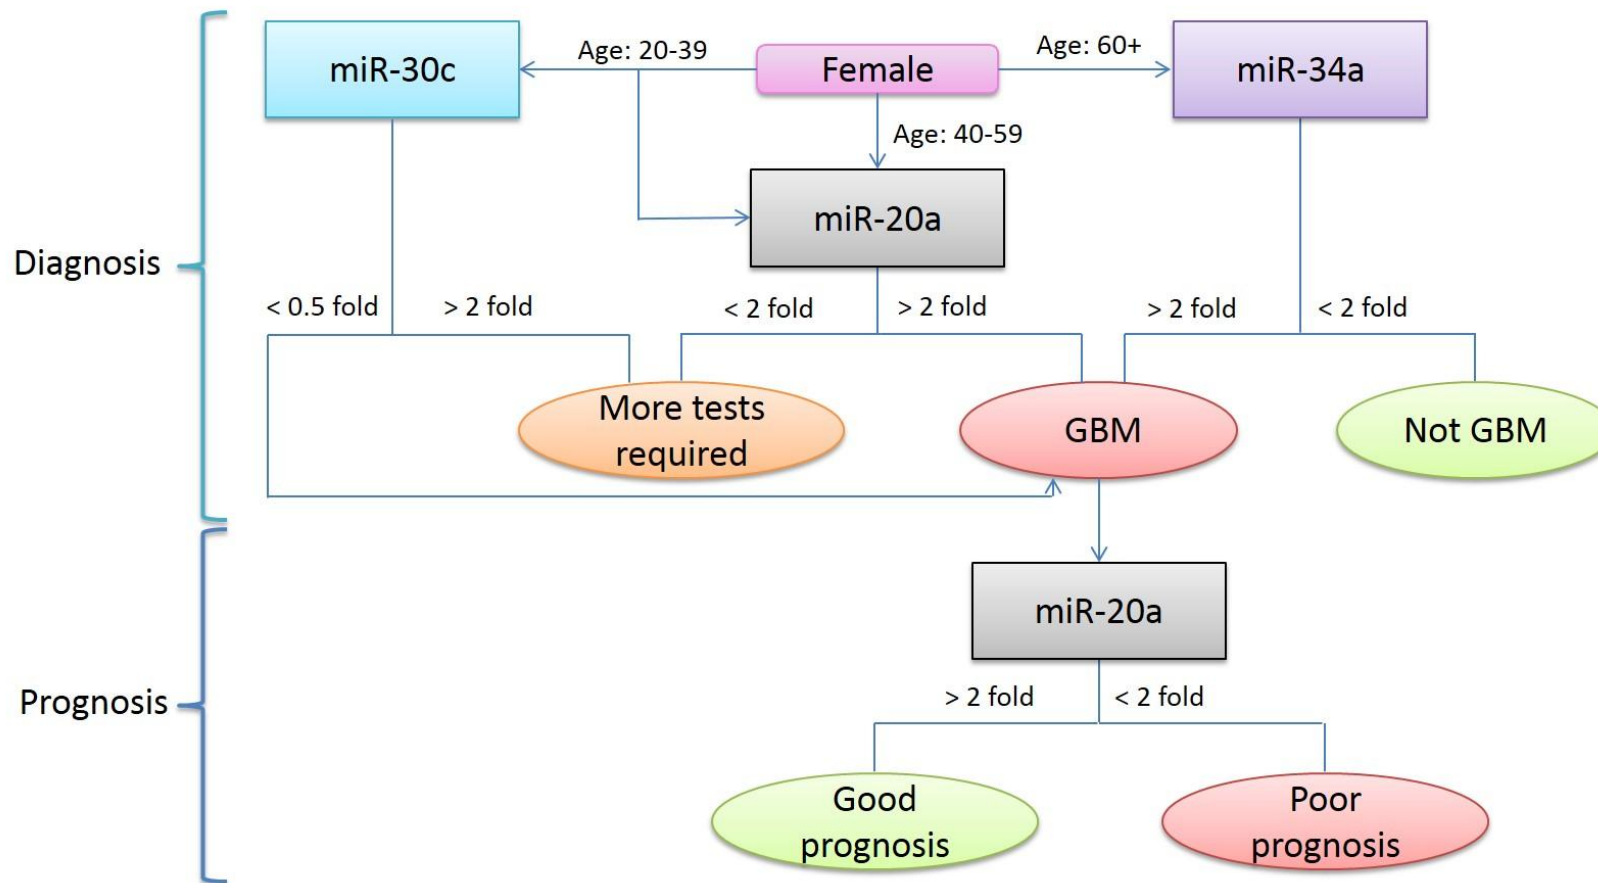 miR-30c
Age: 20-39
Female
Age: 60+
miR-34a
Age: 40-59
miR-20a
Diagnosis
< 0.5 fold
> 2 fold
< 2 fold
> 2 fold
> 2 fold
< 2 fold
More tests
required
GBM
Not GBM
miR-20a
Prognosis
> 2 fold
< 2 fold
Good
prognosis
Poor
prognosis